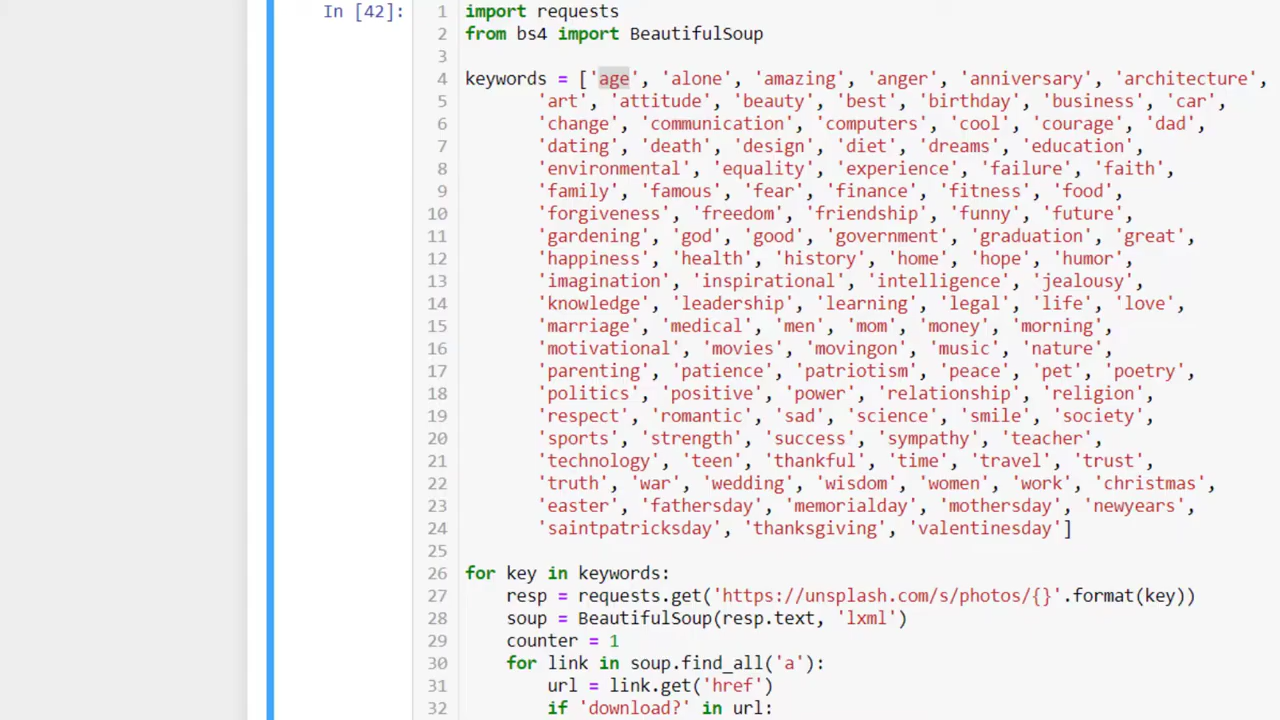 In [42]:
1 import requests
2 from bs4 import BeautifulSoup
3
4 keywords = ['age', 'alone', 'amazing', 'anger', 'anniversary', 'architecture',
5 'art', 'attitude', 'beauty', 'best', 'birthday', 'business', 'car',
6 'change', 'communication', 'computers', 'cool', 'courage', 'dad',
7 'dating', 'death', 'design', 'diet', 'dreams', 'education',
8 'environmental', 'equality', 'experience', 'failure', 'faith',
9 'family', 'famous', 'fear', 'finance', 'fitness', 'food',
10 'forgiveness', 'freedom', 'friendship', 'funny', 'future',
11 'gardening', 'god', 'good', 'government', 'graduation', 'great',
12 'happiness', 'health', 'history', 'home', 'hope', 'humor',
13 'imagination', 'inspirational', 'intelligence', 'jealousy',
14 'knowledge', 'leadership', 'learning', 'legal', 'life', 'love',
15 'marriage', 'medical', 'men', 'mom', 'money', 'morning',
16 'motivational', 'movies', 'movingon', 'music', 'nature',
17 'parenting', 'patience', 'patriotism', 'peace', 'pet', 'poetry',
18 'politics', 'positive', 'power', 'relationship', 'religion',
19 'respect', 'romantic', 'sad', 'science', 'smile', 'society',
20 'sports', 'strength', 'success', 'sympathy', 'teacher',
21 'technology', 'teen', 'thankful', 'time', 'travel', 'trust',
22 'truth', 'war', 'wedding', 'wisdom', 'women', 'work', 'christmas',
23 'easter', 'fathersday', 'memorialday', 'mothersday', 'newyears',
24 'saintpatricksday', 'thanksgiving', 'valentinesday']
25
26 for key in keywords:
27 resp = requests.get('https://unsplash.com/s/photos/{}'.format(key))
28 soup = BeautifulSoup(resp.text, 'lxml')
29 counter = 1
30 for link in soup.find_all('a'):
31 url = link.get('href')
32 if 'download?' in url: